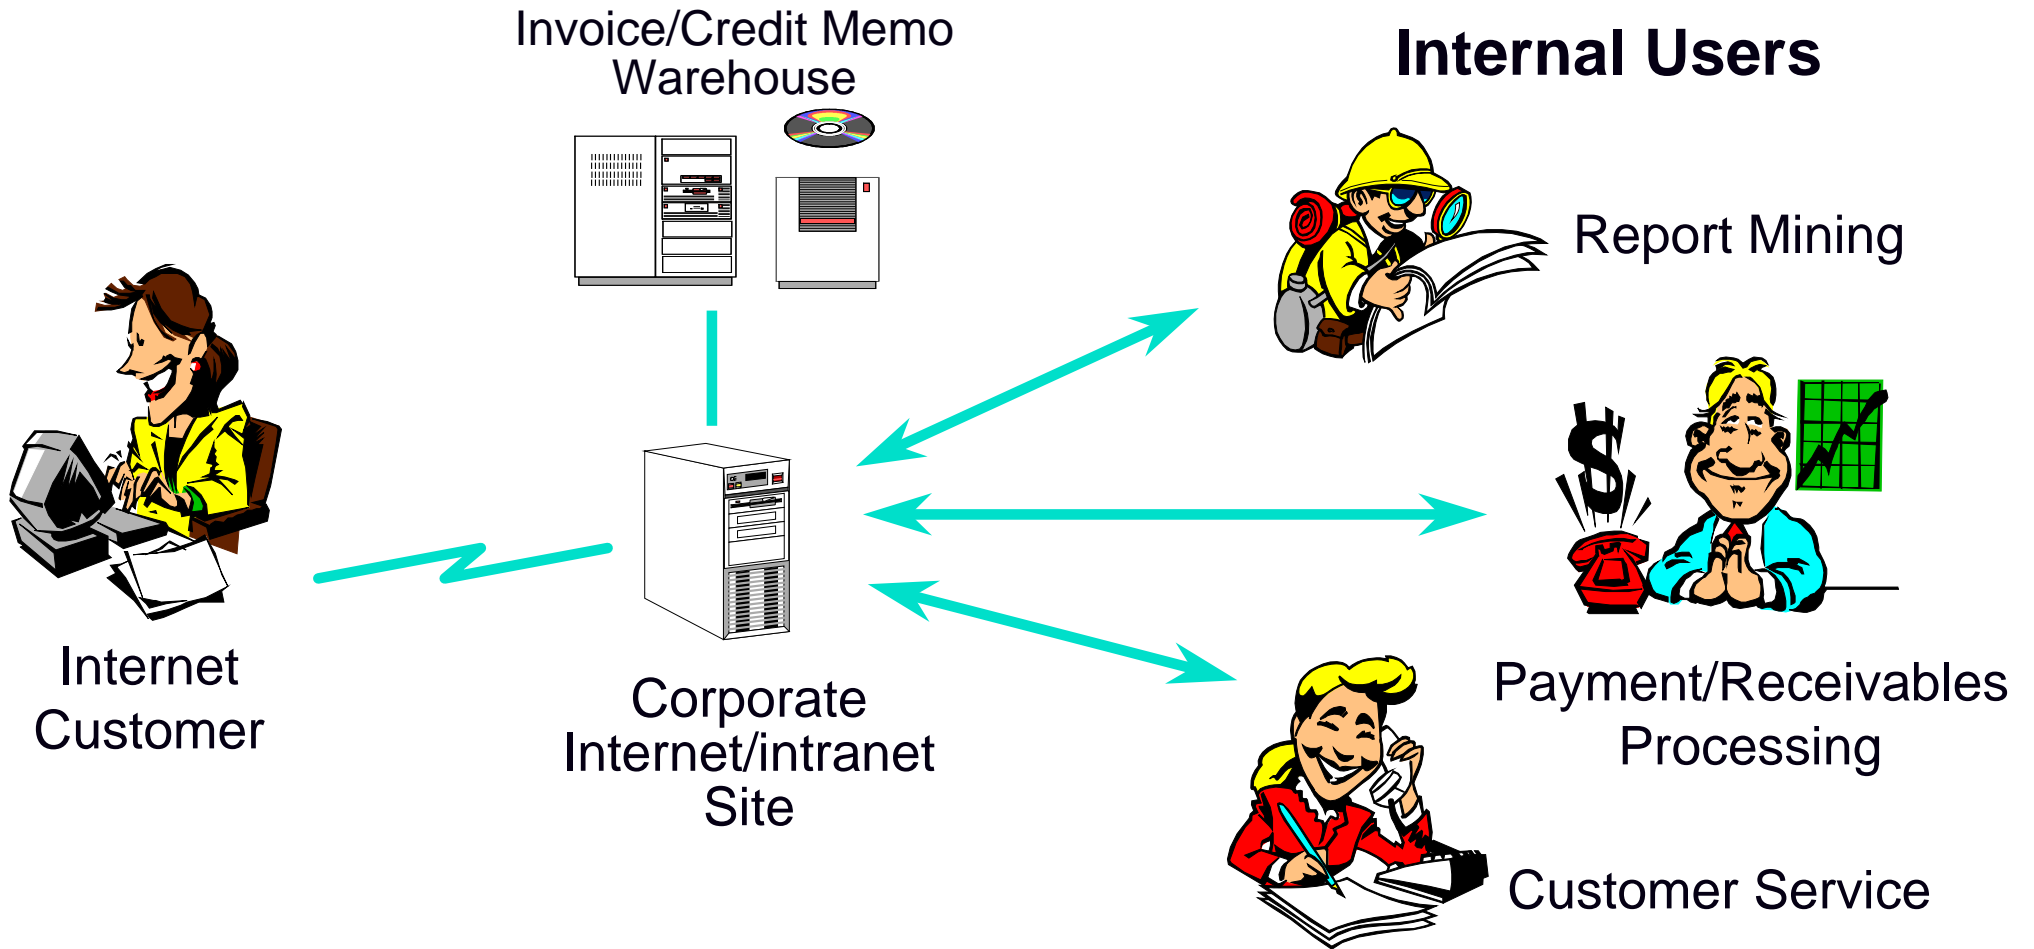 Invoice/Credit Memo
Warehouse
Internal Users
Report Mining
Internet
Customer
Corporate
Internet/intranet
Site
Payment/Receivables
Processing
Customer Service
$